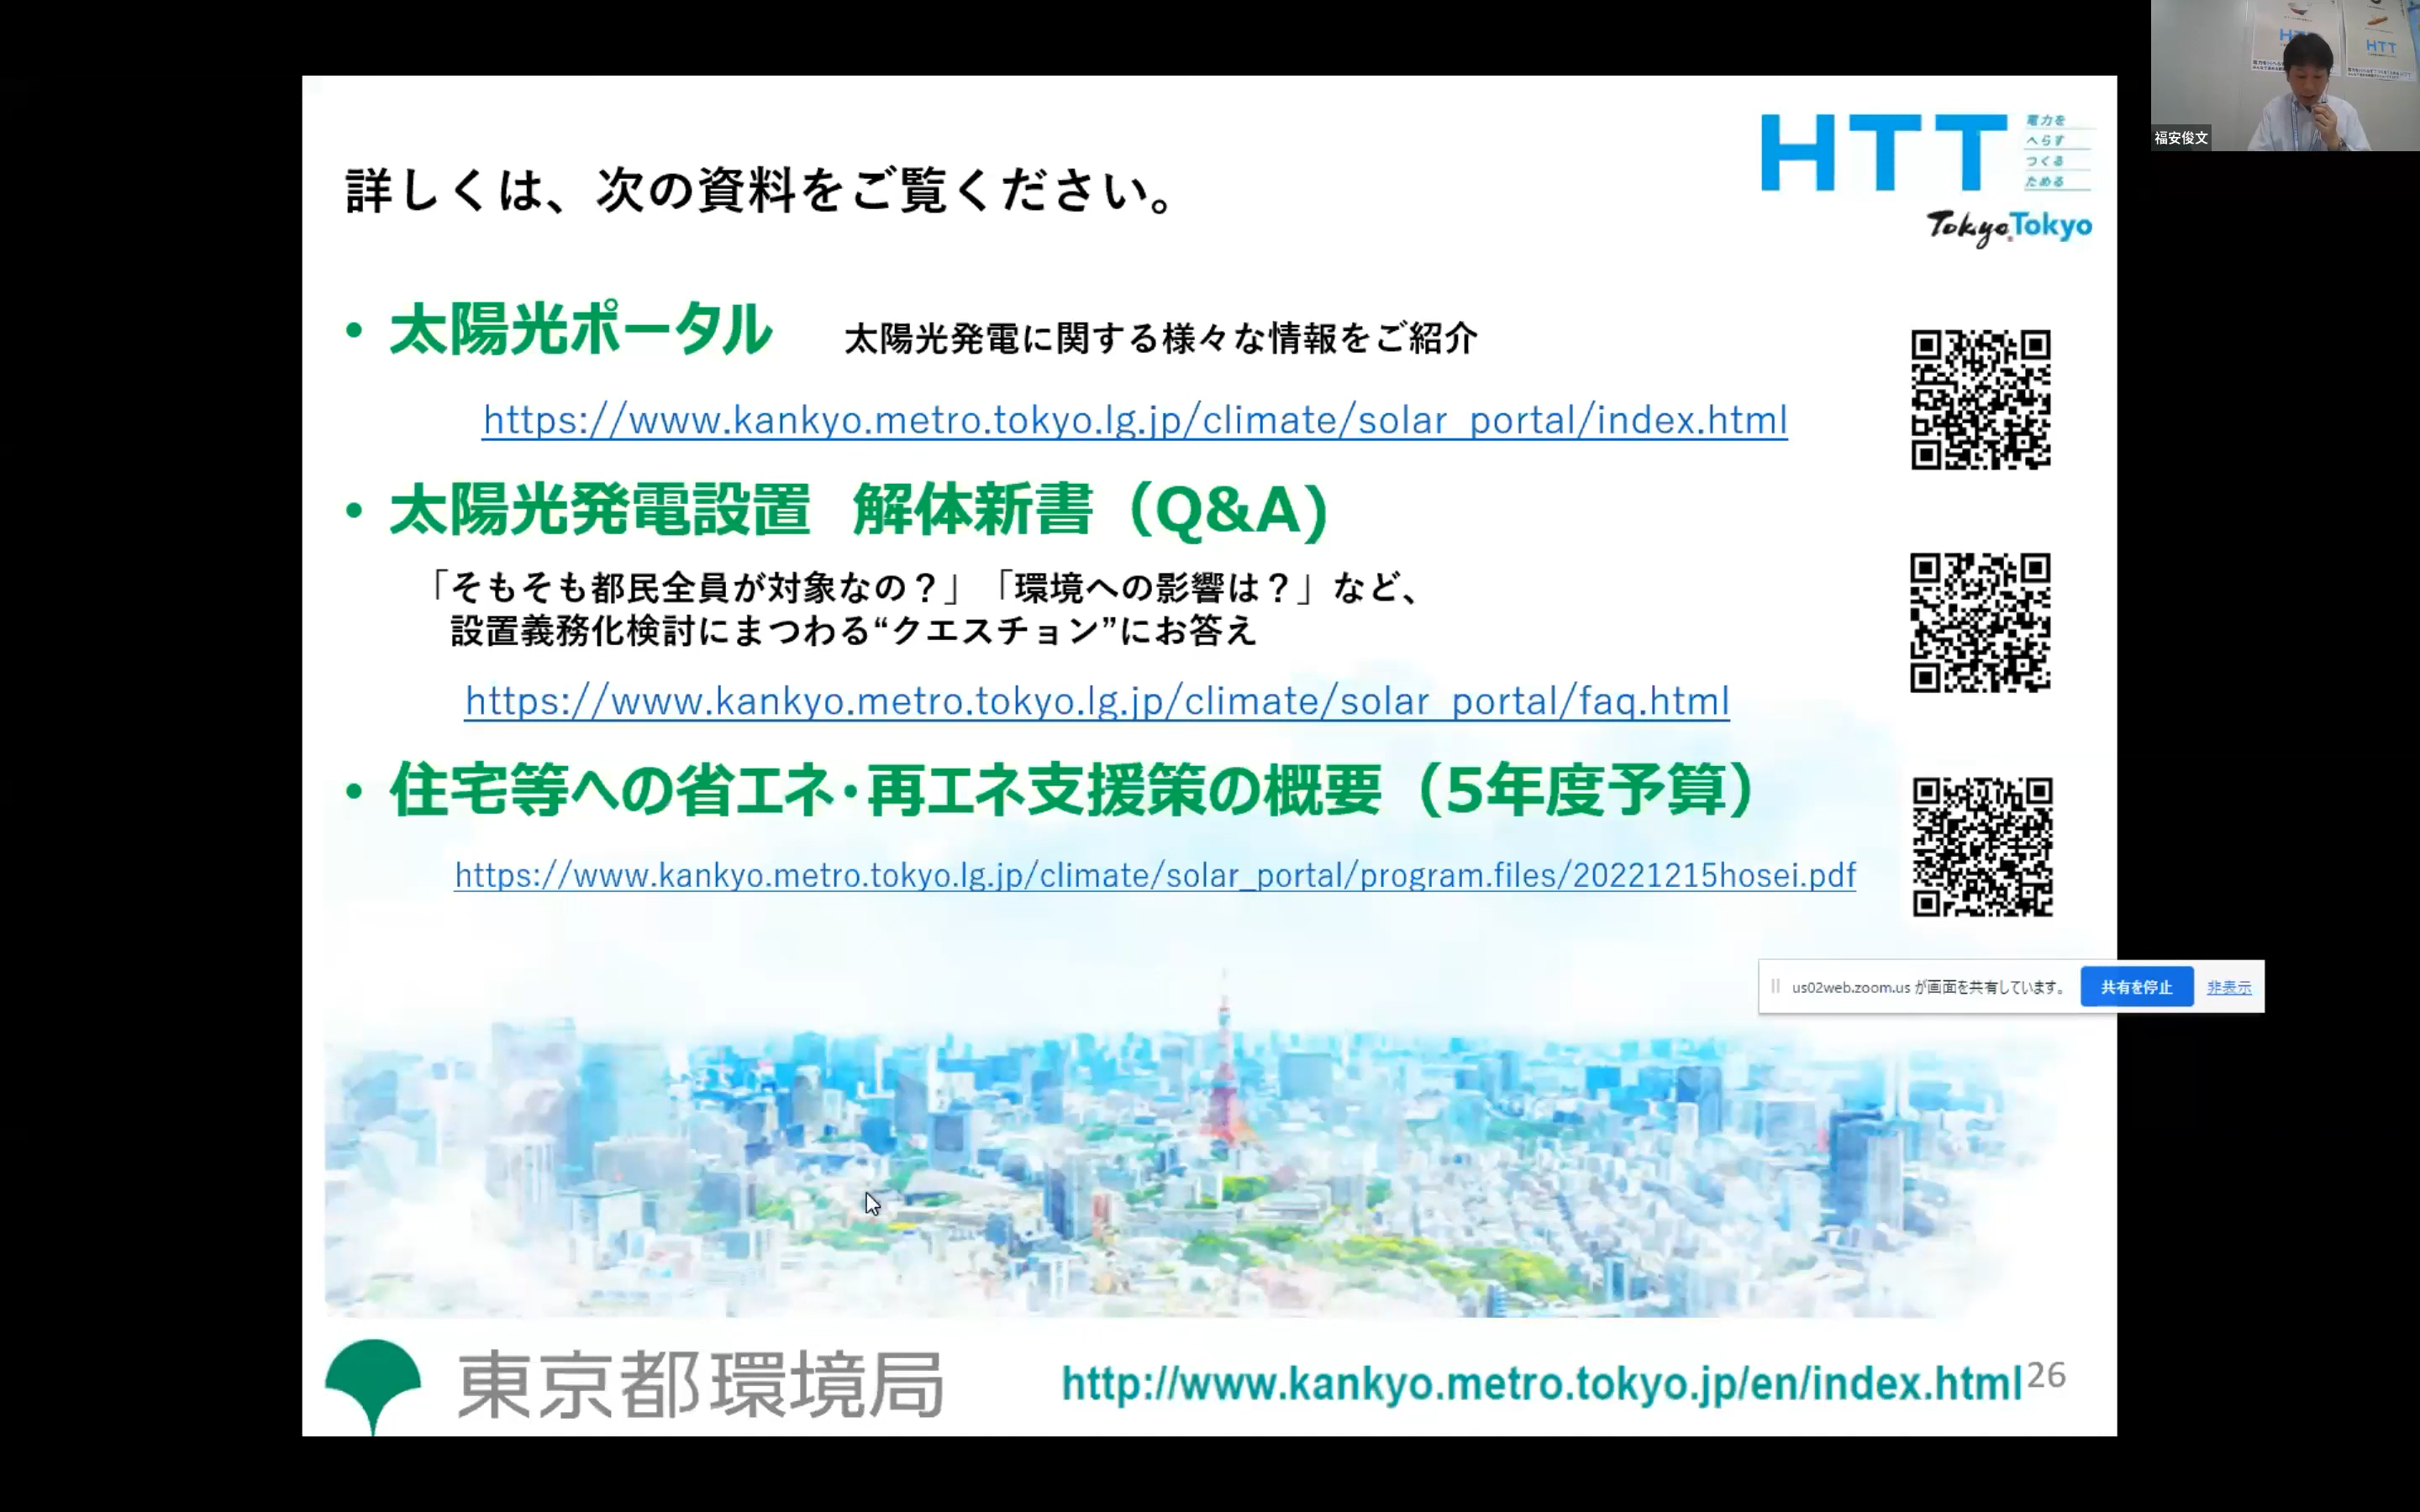 詳しくは、次の資料をご覧ください。
HTT
電力を
へらす
つくる
ためる
TokyoTokyo
・太陽光ポータル 太陽光発電に関する様々な情報をご紹介
https://www.kankyo.metro.tokyo.lg.jp/climate/solar_portal/index.html
・太陽光発電設置 解体新書（Q&A)
「そもそも都民全員が対象なの？」「環境への影響は？」など、
設置義務化検討にまつわる“クエスチョン”にお答え
https://www.kankyo.metro.tokyo.lg.jp/climate/solar_portal/faq.html
・住宅等への省エネ・再エネ支援策の概要（5年度予算）
https://www.kankyo.metro.tokyo.lg.jp/climate/solar_portal/program.files/20221215hosei.pdf
us02web.zoom.us が画面を共有しています。 共有を停止 非表示
東京都環境局 http://www.kankyo.metro.tokyo.jp/en/index.html 26
HTT
HTT
福安俊文